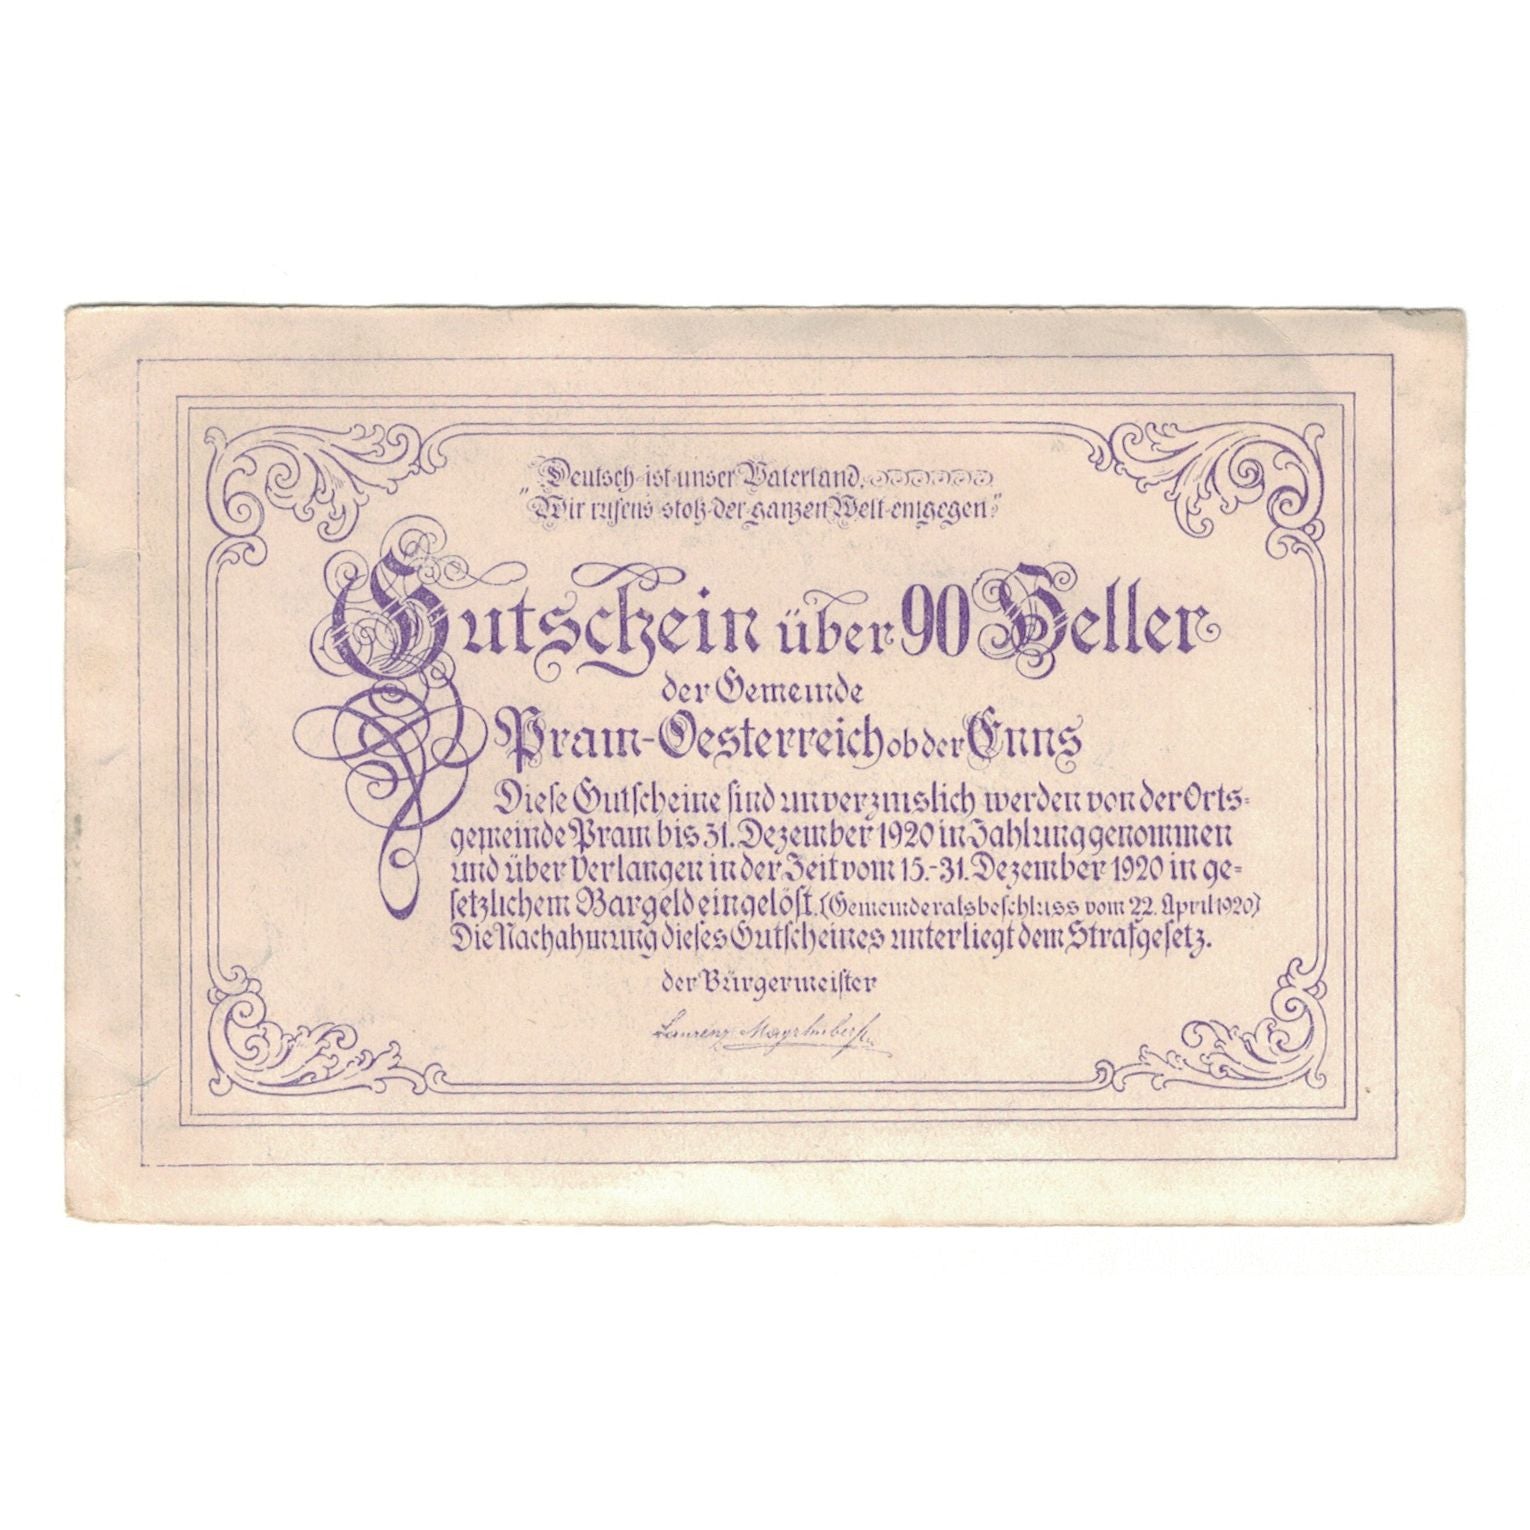 Deutsch ist unser Vaterland,
„Wir rufens stolz der ganzen Welt entgegen."
Gutschein über 90 Heller
der Gemeinde
Pram-Oesterreich ob der Enns
Diese Gutscheine sind unverzinslich werden von der Orts-
gemeinde Pram bis 31. Dezember 1920 in Zahlung genommen
und über Verlangen in der Zeit vom 15.-31. Dezember 1920 in ge-
setzlichem Bargeld eingelöst. (Gemeinderatsbeschluss vom 22. April 1920)
Die Nachahmung dieses Gutscheines unterliegt dem Strafgesetz.
der Bürgermeister
Laurenz